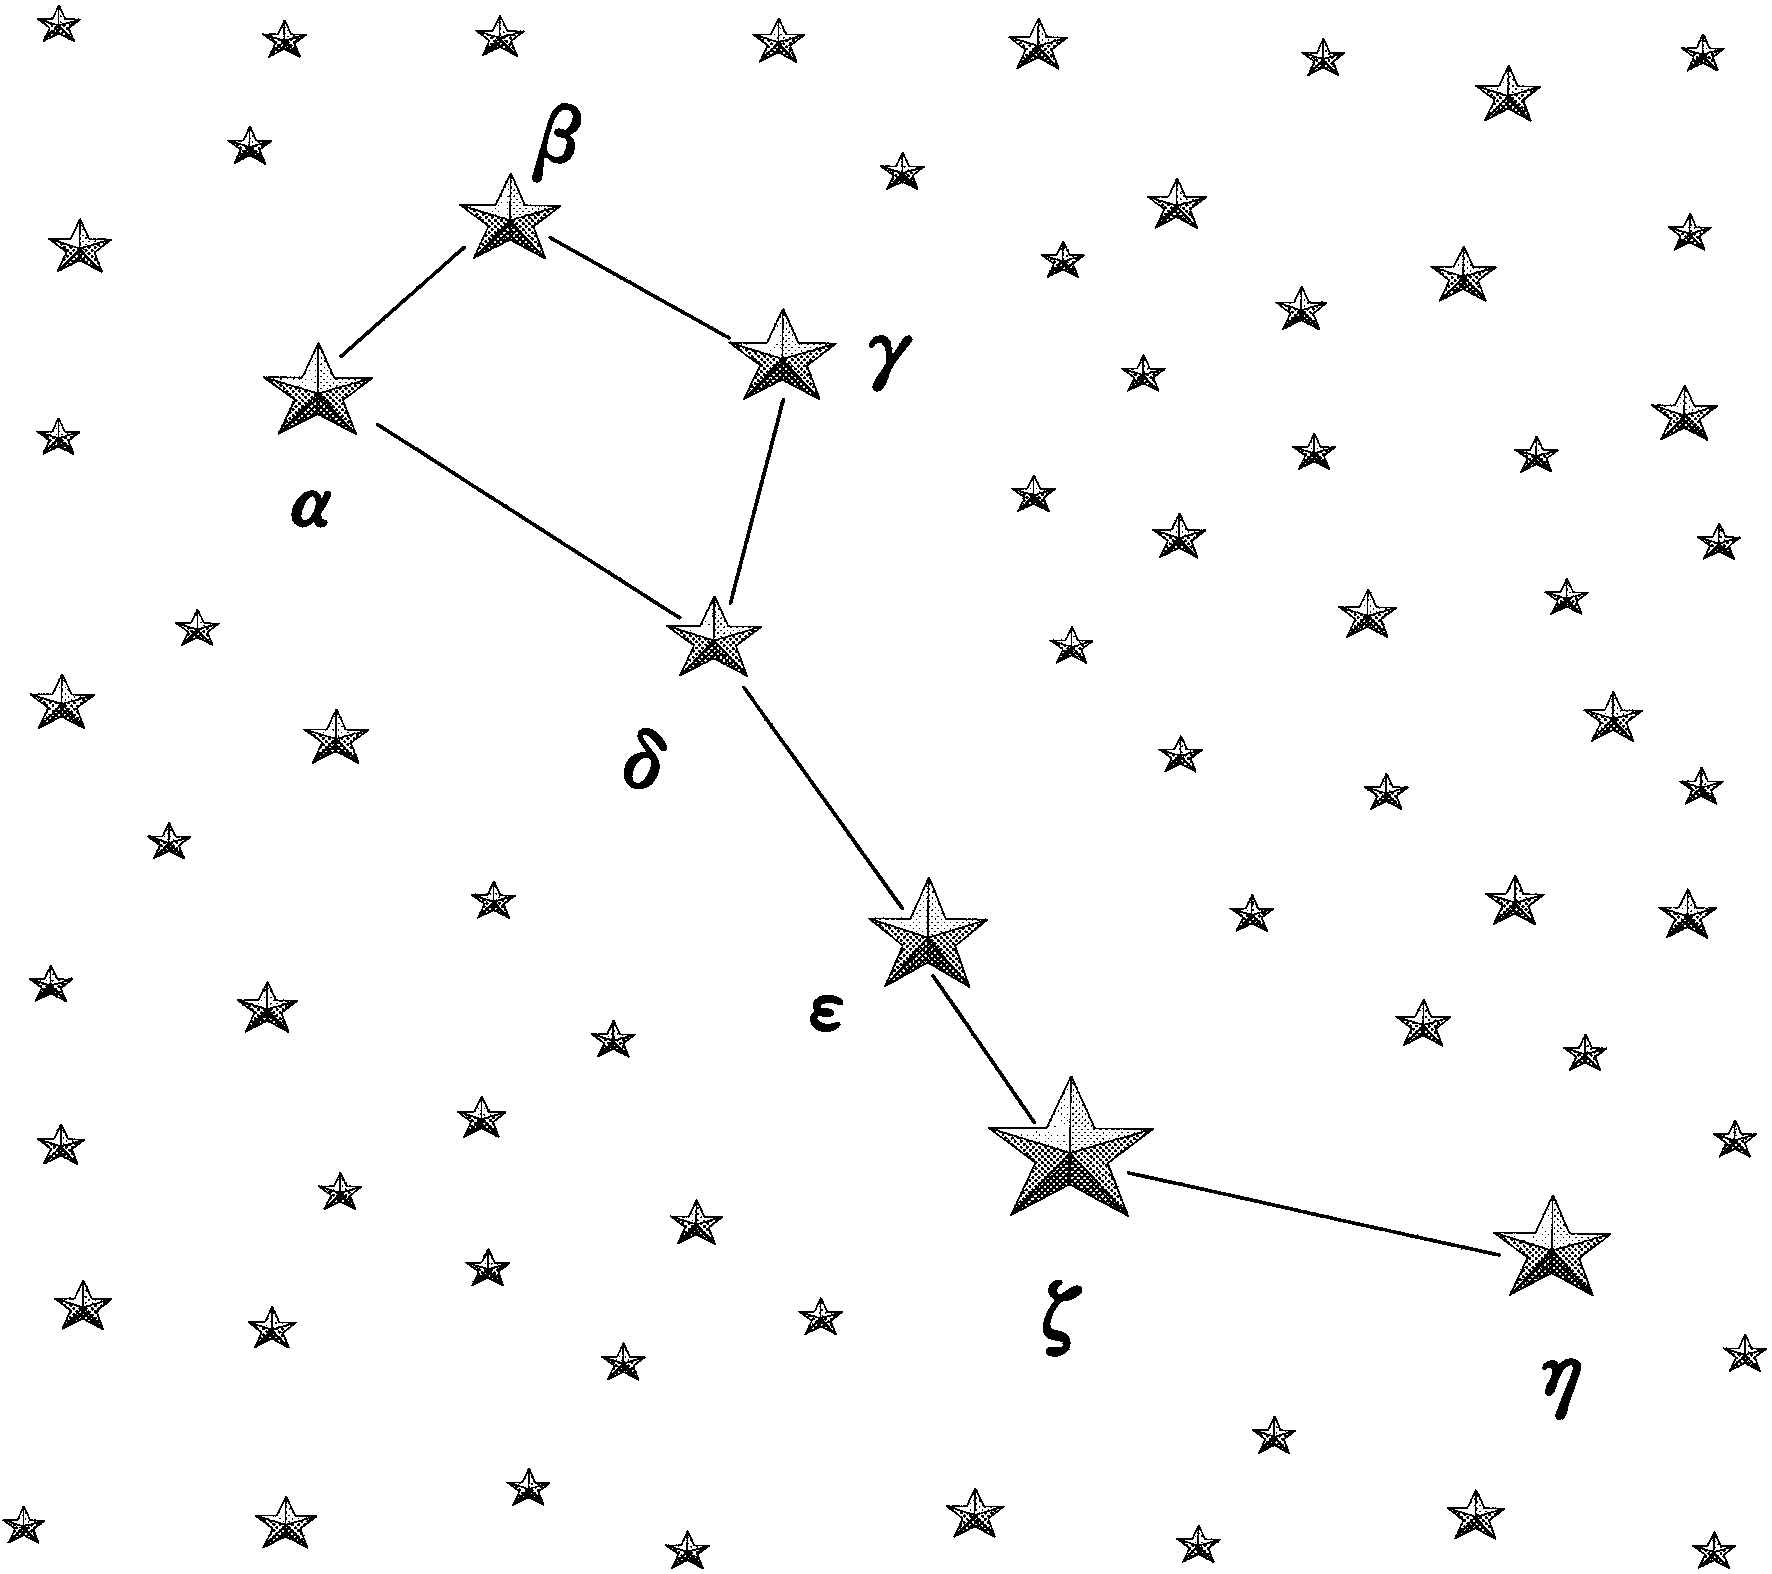 β
γ
α
δ
ε
ζ
η